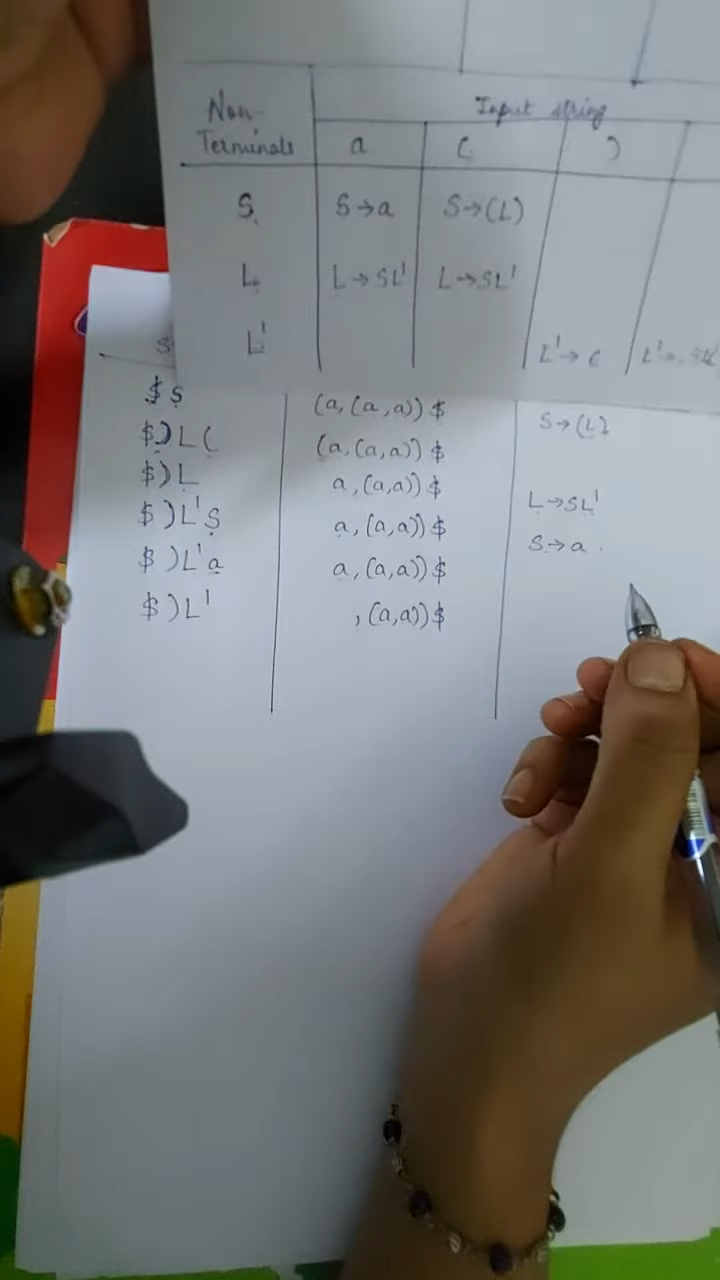 Non- Input string
Terminals a ( )
S S→a S→(L)
L L→SL' L→SL'
L' L'→ϵ
$S (a,(a,a))$ S→(L)
$)L( (a,(a,a))$
$)L a,(a,a))$ L→SL'
$)L'S a,(a,a))$ S→a.
$)L'a a,(a,a))$
$)L' ,(a,a))$